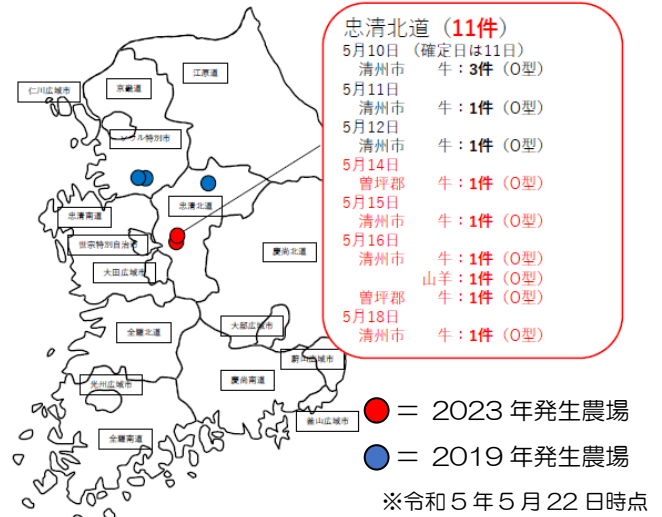 忠清北道（11件）
5月10日 （確定日は11日）
清州市 牛：3件（O型）
5月11日
清州市 牛：1件（O型）
5月12日
清州市 牛：1件（O型）
5月14日
曽坪郡 牛：1件（O型）
5月15日
清州市 牛：1件（O型）
5月16日
清州市 牛：1件（O型）
山羊：1件（O型）
曽坪郡 牛：1件（O型）
5月18日
清州市 牛：1件（O型）
江原道
京畿道
仁川広域市
ソウル特別市
忠清北道
忠清南道
世宗特別自治市
大田広域市
慶尚北道
全羅北道
大邱広域市
蔚山広域市
光州広域市
慶尚南道
釜山広域市
全羅南道
＝ 2023年発生農場
＝ 2019年発生農場
※令和5年5月22日時点